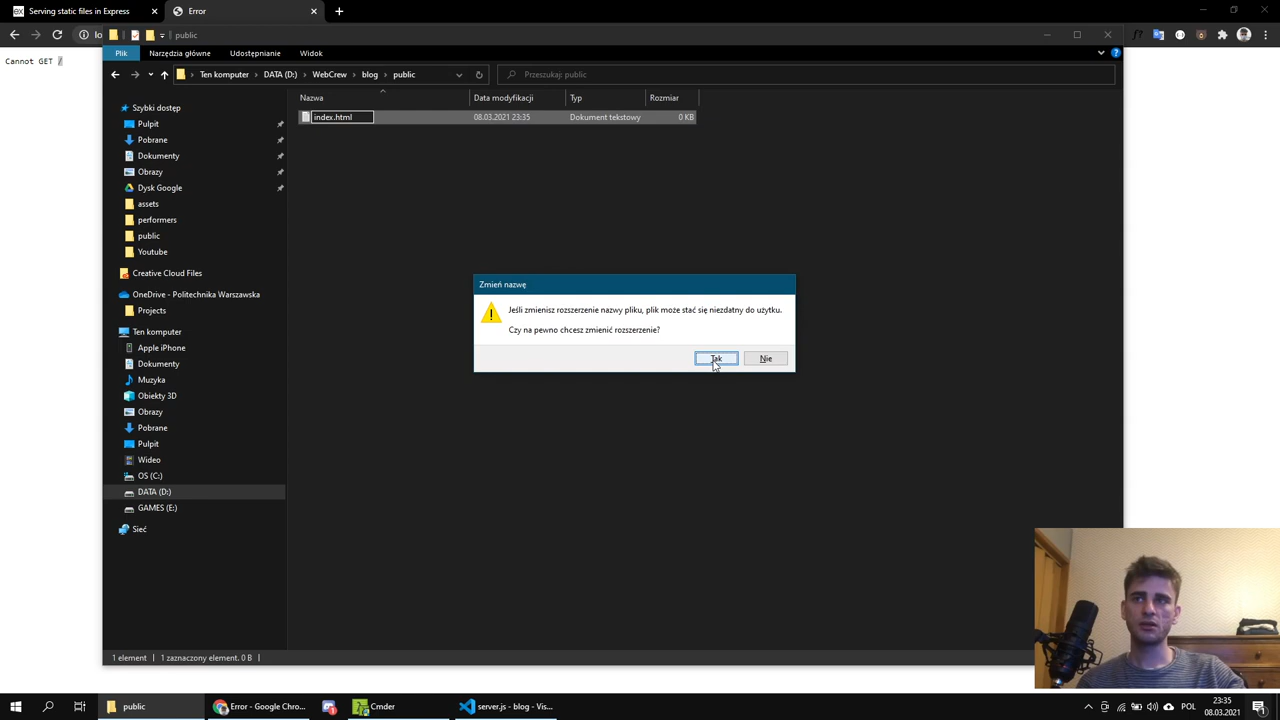 Serving static files in Express
Error
public
Cannot GET /
Plik
Narzędzia główne
Udostępnianie
Widok
Ten komputer
DATA (D:)
WebCrew
blog
public
Przeszukaj: public
Nazwa
Data modyfikacji
Typ
Rozmiar
index.html
08.03.2021 23:35
Dokument tekstowy
0 KB
Szybki dostęp
Pulpit
Pobrane
Dokumenty
Obrazy
Dysk Google
assets
performers
public
Youtube
Creative Cloud Files
OneDrive - Politechnika Warszawska
Projects
Ten komputer
Apple iPhone
Dokumenty
Muzyka
Obiekty 3D
Obrazy
Pobrane
Pulpit
Wideo
OS (C:)
DATA (D:)
GAMES (E:)
Sieć
Zmień nazwę
Jeśli zmienisz rozszerzenie nazwy pliku, plik może stać się niezdatny do użytku.
Czy na pewno chcesz zmienić rozszerzenie?
Tak
Nie
1 element
1 zaznaczony element. 0 B
public
Error - Google Chro...
Cmder
server.js - blog - Vis...
23:35
08.03.2021